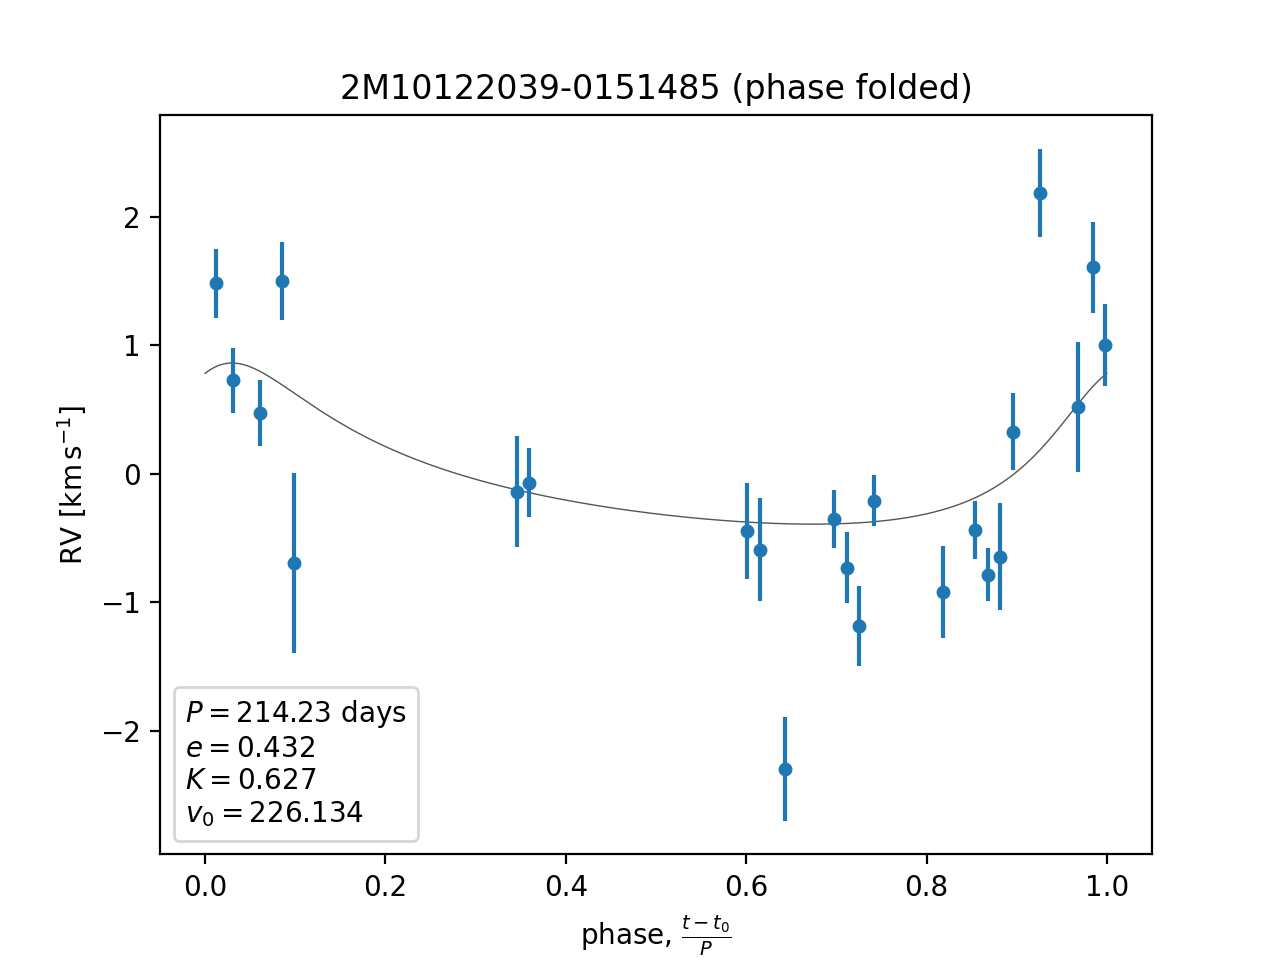 2M10122039-0151485 (phase folded)
RV [km s⁻¹]
2
1
0
−1
−2
P = 214.23 days
e = 0.432
K = 0.627
v₀ = 226.134
0.0 0.2 0.4 0.6 0.8 1.0
phase, (t − t₀)/P